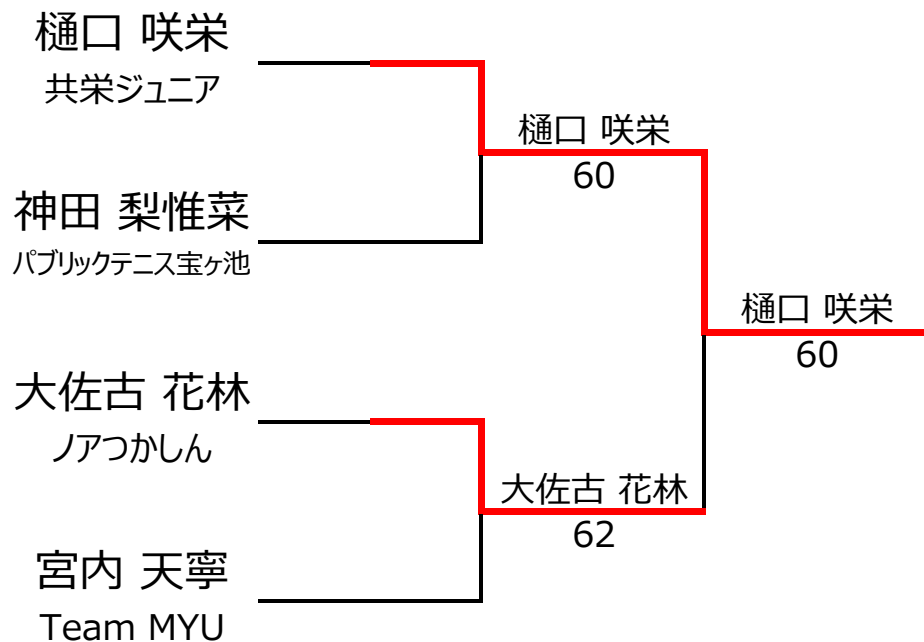 樋口 咲栄
共栄ジュニア
神田 梨惟菜
パブリックテニス宝ヶ池
大佐古 花林
ノアつかしん
宮内 天寧
Team MYU
樋口 咲栄
60
大佐古 花林
62
樋口 咲栄
60